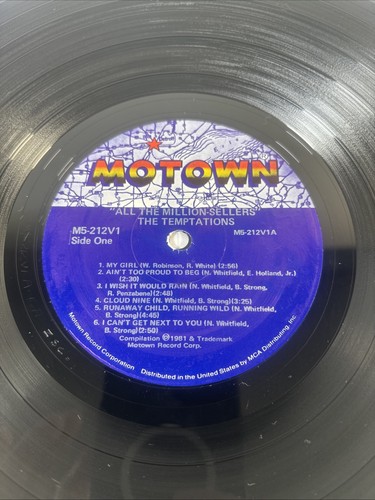 MOTOWN
"ALL THE MILLION-SELLERS"
THE TEMPTATIONS
M5-212V1
Side One
M5-212V1A
1. MY GIRL (W. Robinson, R. White) (2:56)
2. AIN'T TOO PROUD TO BEG (N. Whitfield, E. Holland, Jr.)
(2:30)
3. I WISH IT WOULD RAIN (N. Whitfield, B. Strong,
R. Penzabene)(2:48)
4. CLOUD NINE (N. Whitfield, B. Strong)(3:25)
5. RUNAWAY CHILD, RUNNING WILD (N. Whitfield,
B. Strong)(4:45)
6. I CAN'T GET NEXT TO YOU (N. Whitfield,
B. Strong)(2:50)
Compilation ℗1981 & Trademark
Motown Record Corp.
Motown Record Corporation Distributed in the United States by MCA Distributing, Inc.